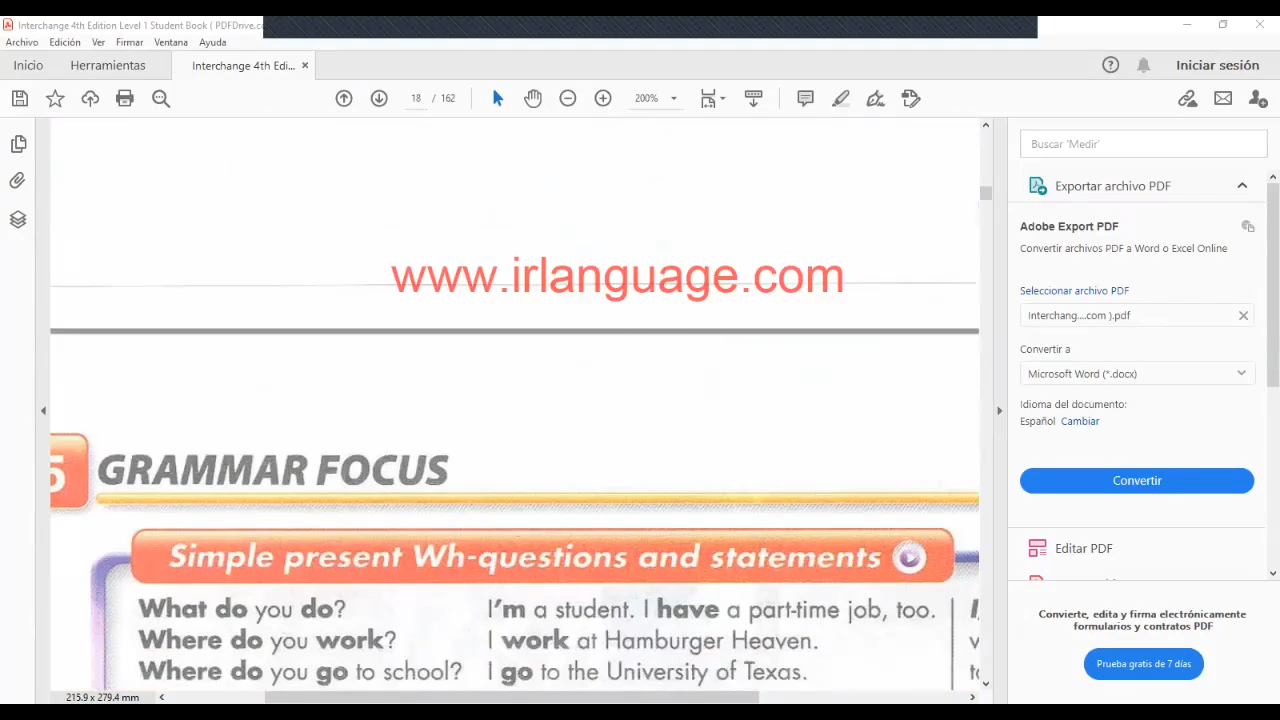 Interchange 4th Edition Level 1 Student Book ( PDFDrive.co
Archivo Edición Ver Firmar Ventana Ayuda
Inicio Herramientas Interchange 4th Edi... × Iniciar sesión
18 / 162 200%
Buscar 'Medir'
Exportar archivo PDF
Adobe Export PDF
Convertir archivos PDF a Word o Excel Online
Seleccionar archivo PDF
Interchang....com ).pdf
Convertir a
Microsoft Word (*.docx)
Idioma del documento:
Español Cambiar
Convertir
Editar PDF
Convierte, edita y firma electrónicamente
formularios y contratos PDF
Prueba gratis de 7 días
www.irlanguage.com
5 GRAMMAR FOCUS
Simple present Wh-questions and statements
What do you do? I'm a student. I have a part-time job, too.
Where do you work? I work at Hamburger Heaven.
Where do you go to school? I go to the University of Texas.
215.9 x 279.4 mm